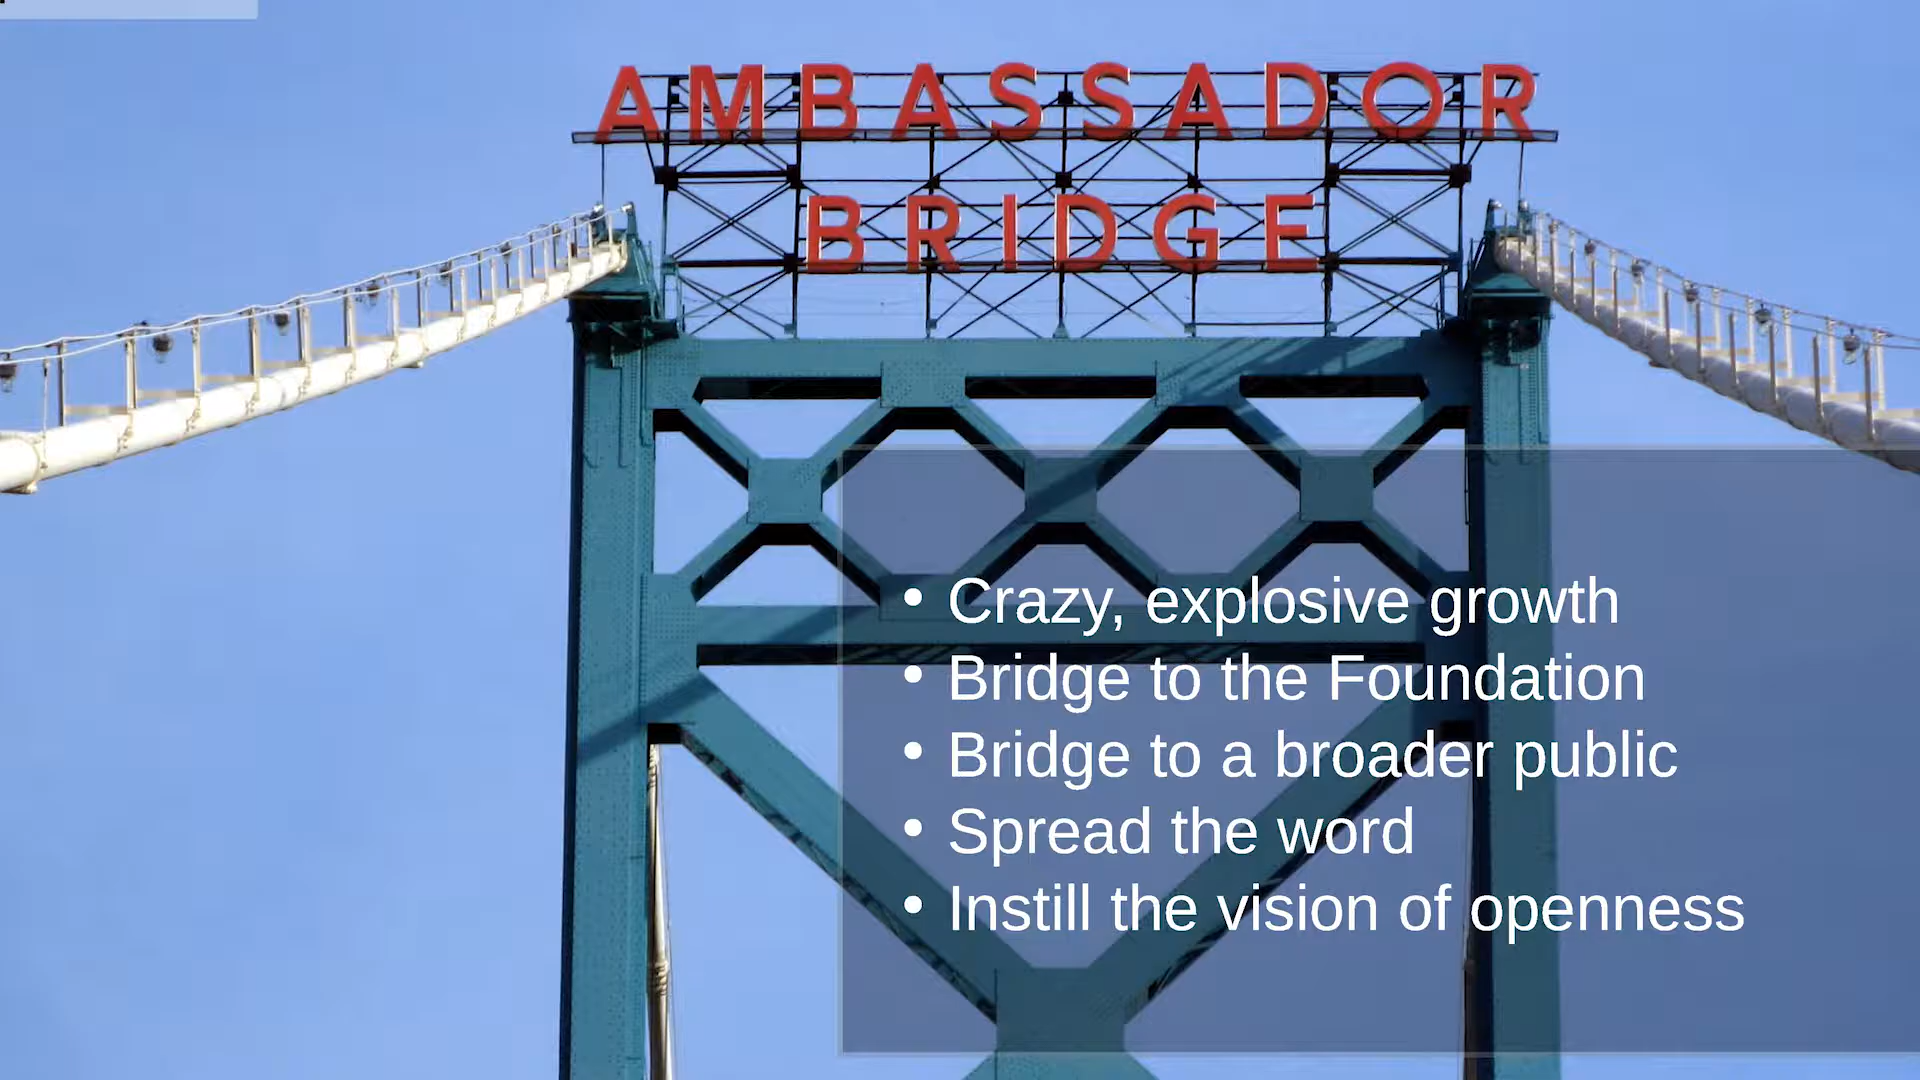 AMBASSADOR
BRIDGE
• Crazy, explosive growth
• Bridge to the Foundation
• Bridge to a broader public
• Spread the word
• Instill the vision of openness